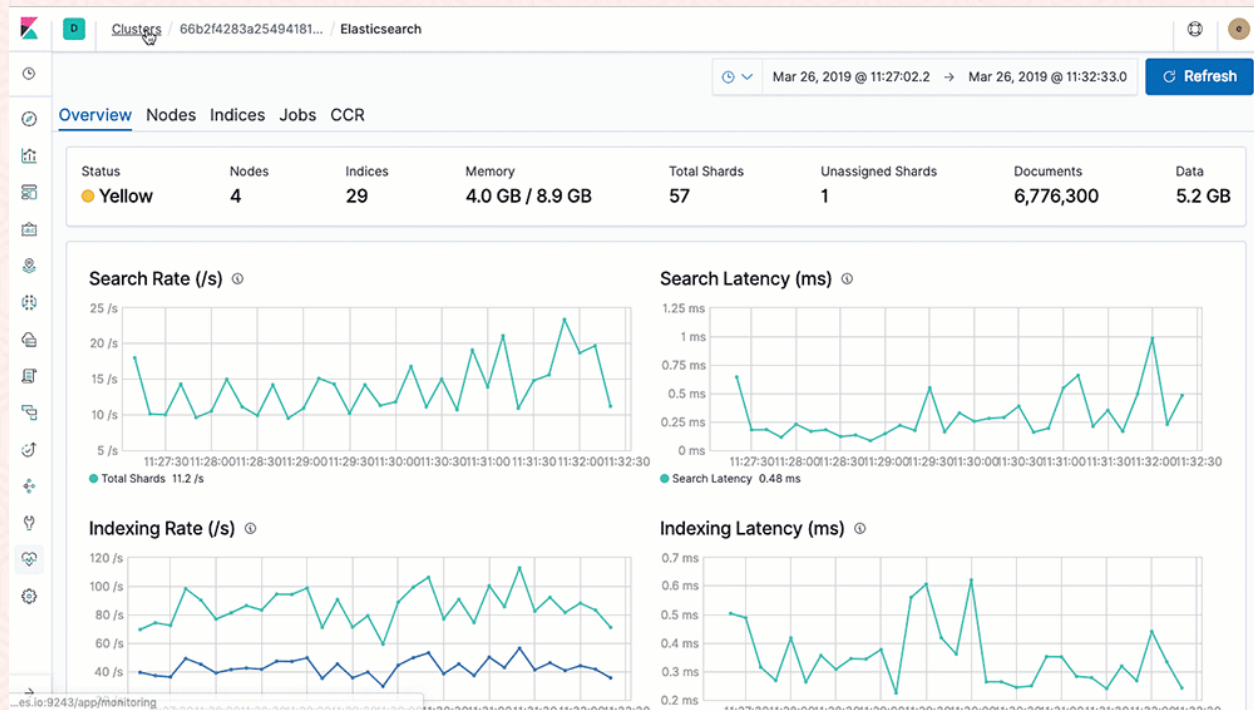 D Clusters / 66b2f4283a25494181... / Elasticsearch e
Mar 26, 2019 @ 11:27:02.2 → Mar 26, 2019 @ 11:32:33.0 Refresh
Overview Nodes Indices Jobs CCR
Status Nodes Indices Memory Total Shards Unassigned Shards Documents Data
Yellow 4 29 4.0 GB / 8.9 GB 57 1 6,776,300 5.2 GB
Search Rate (/s)
25 /s
20 /s
15 /s
10 /s
5 /s
11:27:30 11:28:00 11:28:30 11:29:00 11:29:30 11:30:00 11:30:30 11:31:00 11:31:30 11:32:00 11:32:30
Total Shards 11.2 /s
Search Latency (ms)
1.25 ms
1 ms
0.75 ms
0.5 ms
0.25 ms
0 ms
11:27:30 11:28:00 11:28:30 11:29:00 11:29:30 11:30:00 11:30:30 11:31:00 11:31:30 11:32:00 11:32:30
Search Latency 0.48 ms
Indexing Rate (/s)
120 /s
100 /s
80 /s
60 /s
40 /s
Indexing Latency (ms)
0.7 ms
0.6 ms
0.5 ms
0.4 ms
0.3 ms
0.2 ms
...es.io:9243/app/monitoring